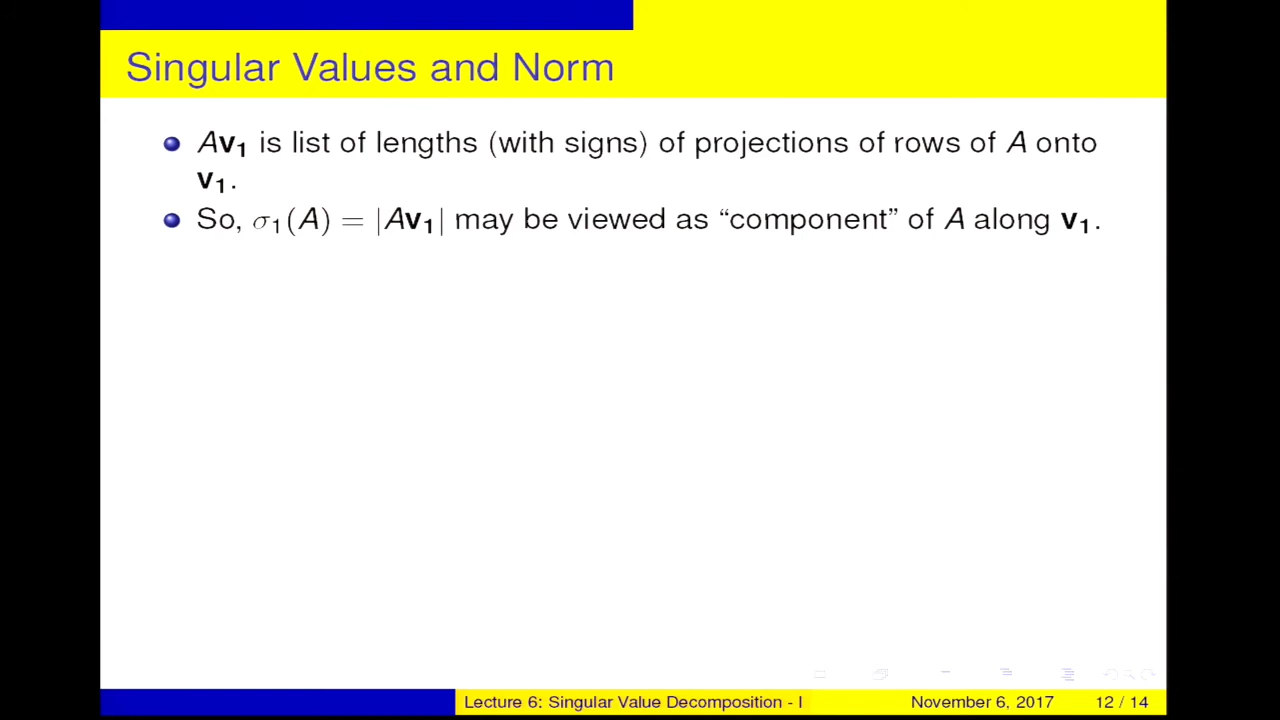 Singular Values and Norm
Av₁ is list of lengths (with signs) of projections of rows of A onto
v₁.
So, σ₁(A) = |Av₁| may be viewed as “component” of A along v₁.
Lecture 6: Singular Value Decomposition - I November 6, 2017 12 / 14